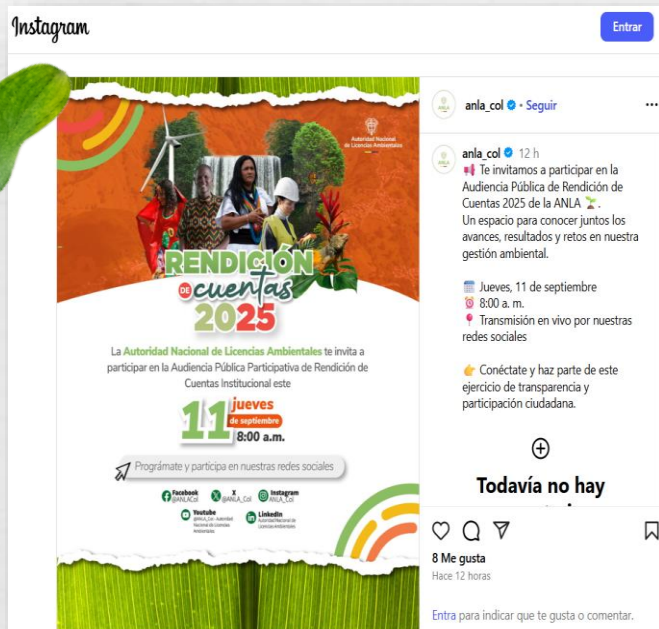 Instagram
Entrar
Autoridad Nacional
de Licencias Ambientales
RENDICIÓN
DE cuentas
2025
La Autoridad Nacional de Licencias Ambientales te invita a
participar en la Audiencia Pública Participativa de Rendición de
Cuentas Institucional este
11 jueves
de septiembre
8:00 a.m.
Prográmate y participa en nuestras redes sociales
Facebook
@ANLACol
X
@ANLA_Col
Instagram
ANLA_Col
Youtube
@ANLA_Col - Autoridad
Nacional de Licencias
Ambientales
LinkedIn
Autoridad Nacional de
Licencias Ambientales
anla_col • Seguir
anla_col 12 h
📢 Te invitamos a participar en la
Audiencia Pública de Rendición de
Cuentas 2025 de la ANLA 🌱.
Un espacio para conocer juntos los
avances, resultados y retos en nuestra
gestión ambiental.
🗓️ Jueves, 11 de septiembre
⏰ 8:00 a. m.
📍 Transmisión en vivo por nuestras
redes sociales
👉 Conéctate y haz parte de este
ejercicio de transparencia y
participación ciudadana.
Todavía no hay
8 Me gusta
Hace 12 horas
Entra para indicar que te gusta o comentar.